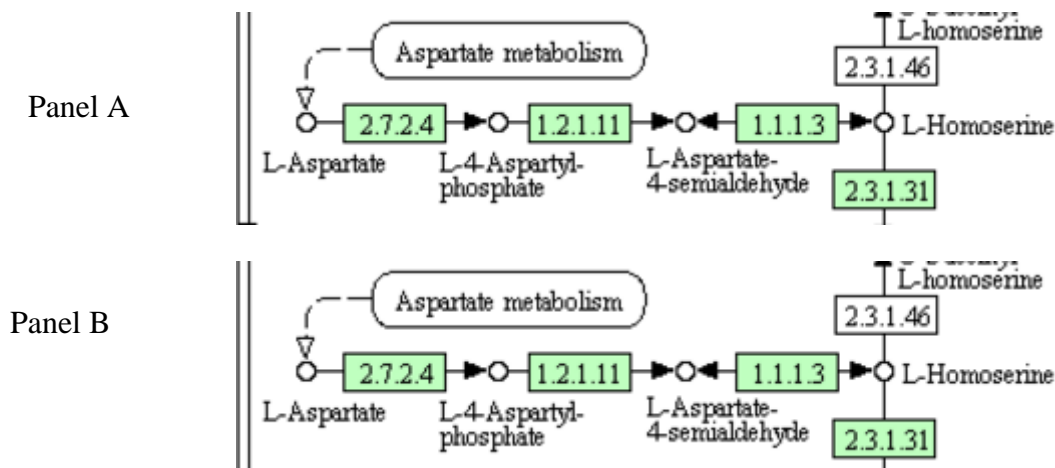 L-homoserine
Aspartate metabolism
2.3.1.46
Panel A
2.7.2.4
1.2.1.11
1.1.1.3
L-Homoserine
L-Aspartate
L-4-Aspartyl-
phosphate
L-Aspartate-
4-semialdehyde
2.3.1.31
L-homoserine
Aspartate metabolism
2.3.1.46
Panel B
2.7.2.4
1.2.1.11
1.1.1.3
L-Homoserine
L-Aspartate
L-4-Aspartyl-
phosphate
L-Aspartate-
4-semialdehyde
2.3.1.31